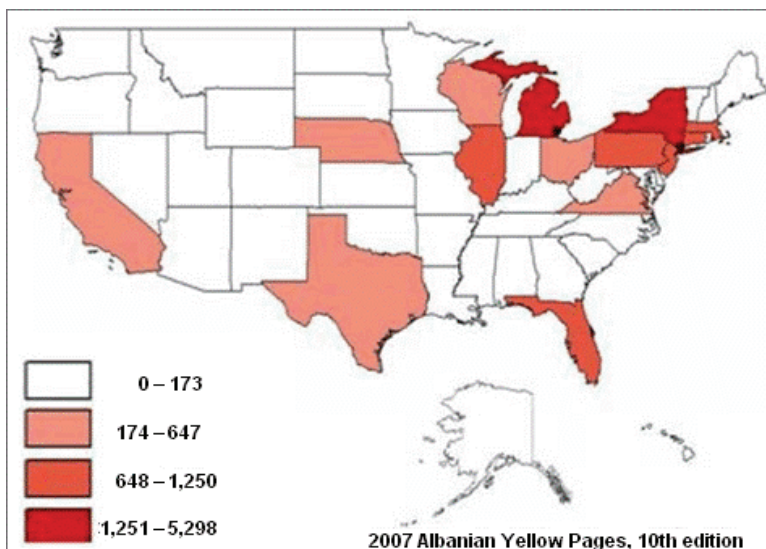 0 – 173
174 – 647
648 – 1,250
1,251 – 5,298
2007 Albanian Yellow Pages, 10th edition